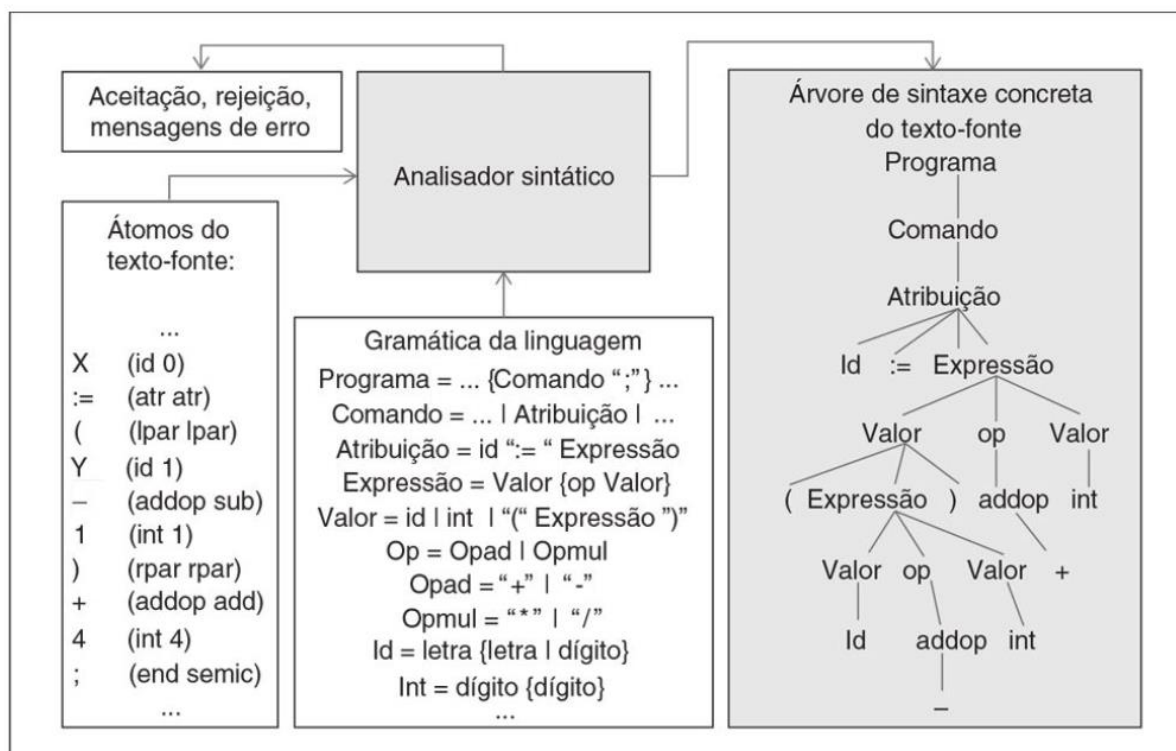 Aceitação, rejeição,
mensagens de erro
Analisador sintático
Átomos do
texto-fonte:
...
X (id 0)
:= (atr atr)
( (lpar lpar)
Y (id 1)
– (addop sub)
1 (int 1)
) (rpar rpar)
+ (addop add)
4 (int 4)
; (end semic)
...
Gramática da linguagem
Programa = ... {Comando “;”} ...
Comando = ... | Atribuição | ...
Atribuição = id “:= “ Expressão
Expressão = Valor {op Valor}
Valor = id | int | “(“ Expressão ”)”
Op = Opad | Opmul
Opad = “+” | “-”
Opmul = “*” | “/”
Id = letra {letra | dígito}
Int = dígito {dígito}
...
Árvore de sintaxe concreta
do texto-fonte
Programa
Comando
Atribuição
Id := Expressão
Valor op Valor
( Expressão ) addop int
Valor op Valor +
Id addop int
–